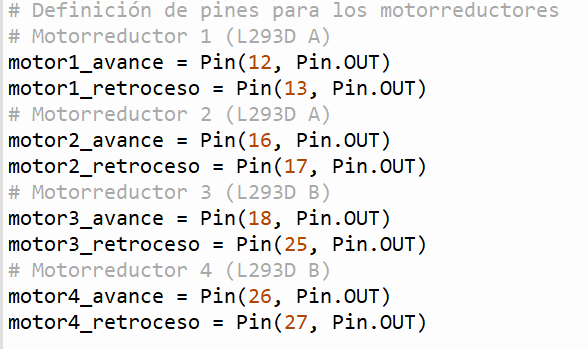 # Definición de pines para los motorreductores
# Motorreductor 1 (L293D A)
motor1_avance = Pin(12, Pin.OUT)
motor1_retroceso = Pin(13, Pin.OUT)
# Motorreductor 2 (L293D A)
motor2_avance = Pin(16, Pin.OUT)
motor2_retroceso = Pin(17, Pin.OUT)
# Motorreductor 3 (L293D B)
motor3_avance = Pin(18, Pin.OUT)
motor3_retroceso = Pin(25, Pin.OUT)
# Motorreductor 4 (L293D B)
motor4_avance = Pin(26, Pin.OUT)
motor4_retroceso = Pin(27, Pin.OUT)